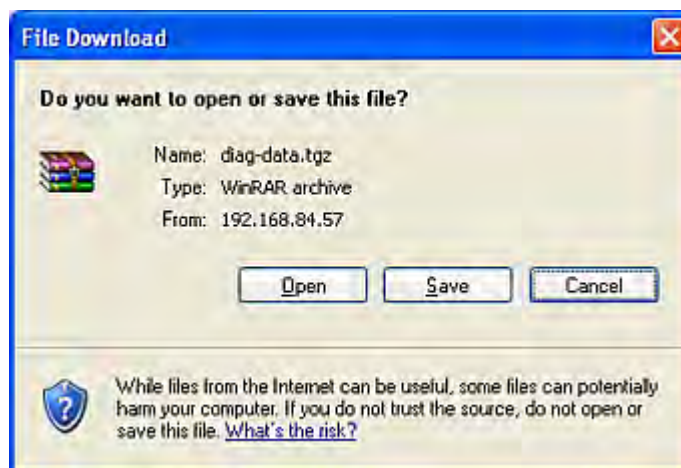 File Download
Do you want to open or save this file?
Name: diag-data.tgz
Type: WinRAR archive
From: 192.168.84.57
Open Save Cancel
While files from the Internet can be useful, some files can potentially
harm your computer. If you do not trust the source, do not open or
save this file. What's the risk?